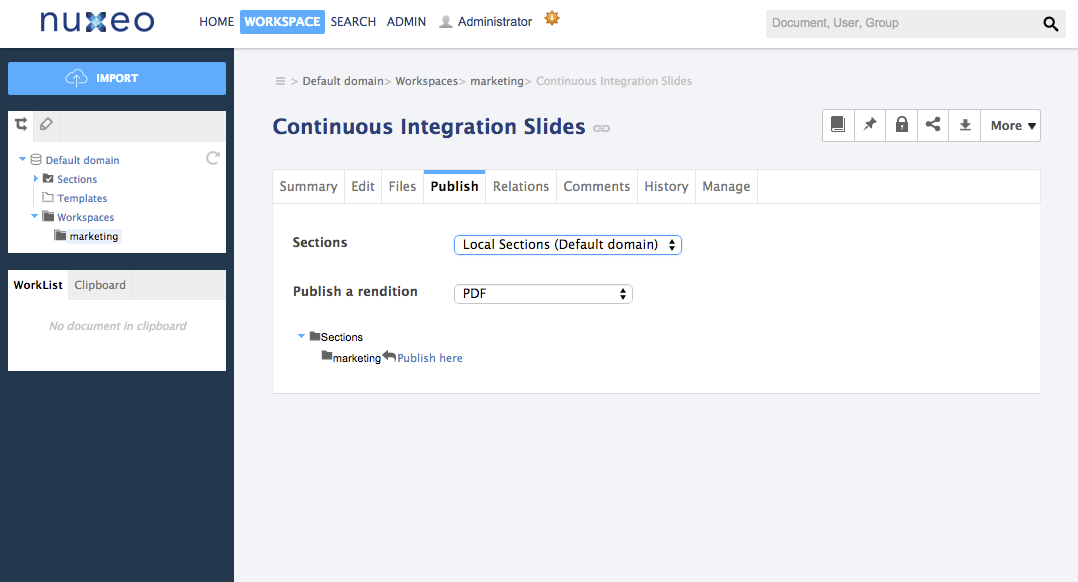 nuxeo
HOME WORKSPACE SEARCH ADMIN Administrator
Document, User, Group
IMPORT
Default domain
Sections
Templates
Workspaces
marketing
WorkList Clipboard
No document in clipboard
> Default domain> Workspaces> marketing> Continuous Integration Slides
Continuous Integration Slides
More
Summary Edit Files Publish Relations Comments History Manage
Sections Local Sections (Default domain)
Publish a rendition PDF
Sections
marketing Publish here